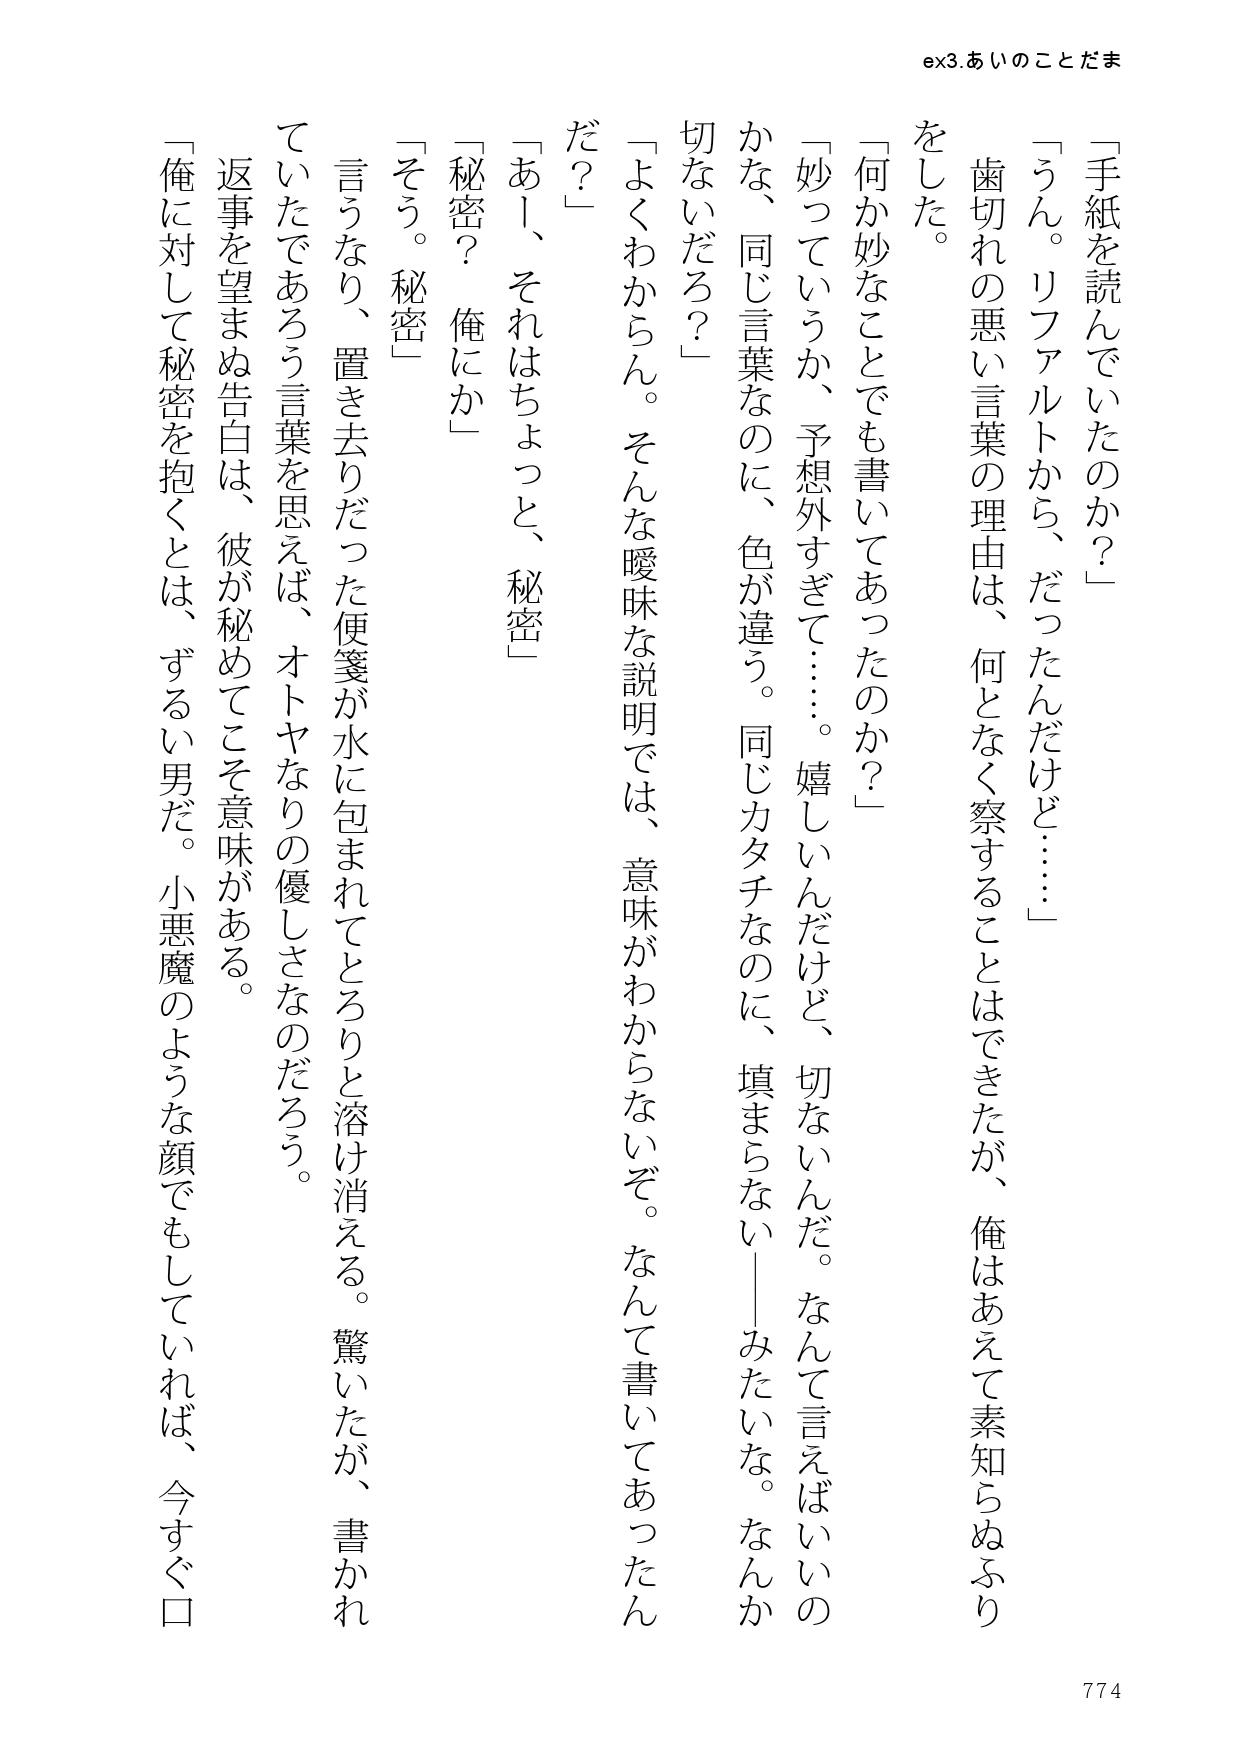 ex3.あいのことだま
「手紙を読んでいたのか？」
「うん。リファルトから、だったんだけど……」
　歯切れの悪い言葉の理由は、何となく察することはできたが、俺はあえて素知らぬふり
をした。
「何か妙なことでも書いてあったのか？」
「妙っていうか、予想外すぎて……。嬉しいんだけど、切ないんだ。なんて言えばいいの
かな、同じ言葉なのに、色が違う。同じカタチなのに、填まらない――みたいな。なんか
切ないだろ？」
「よくわからん。そんな曖昧な説明では、意味がわからないぞ。なんて書いてあったん
だ？」
「あー、それはちょっと、秘密」
「秘密？　俺にか」
「そう。秘密」
　言うなり、置き去りだった便箋が水に包まれてとろりと溶け消える。驚いたが、書かれ
ていたであろう言葉を思えば、オトヤなりの優しさなのだろう。
　返事を望まぬ告白は、彼が秘めてこそ意味がある。
「俺に対して秘密を抱くとは、ずるい男だ。小悪魔のような顔でもしていれば、今すぐ口
774